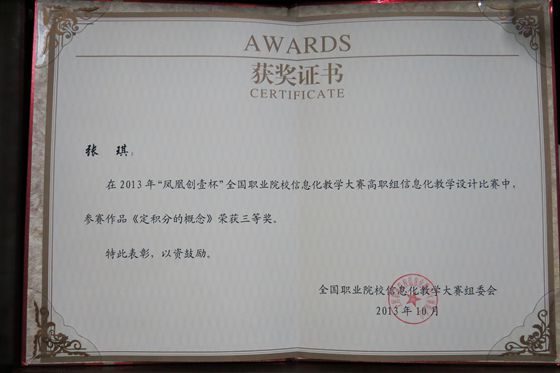 AWARDS
获奖证书
CERTIFICATE
张 琪：
在2013年“凤凰创壹杯”全国职业院校信息化教学大赛高职组信息化教学设计比赛中，
参赛作品《定积分的概念》荣获三等奖。
特此表彰，以资鼓励。
全国职业院校信息化教学大赛组委会
2013年10月